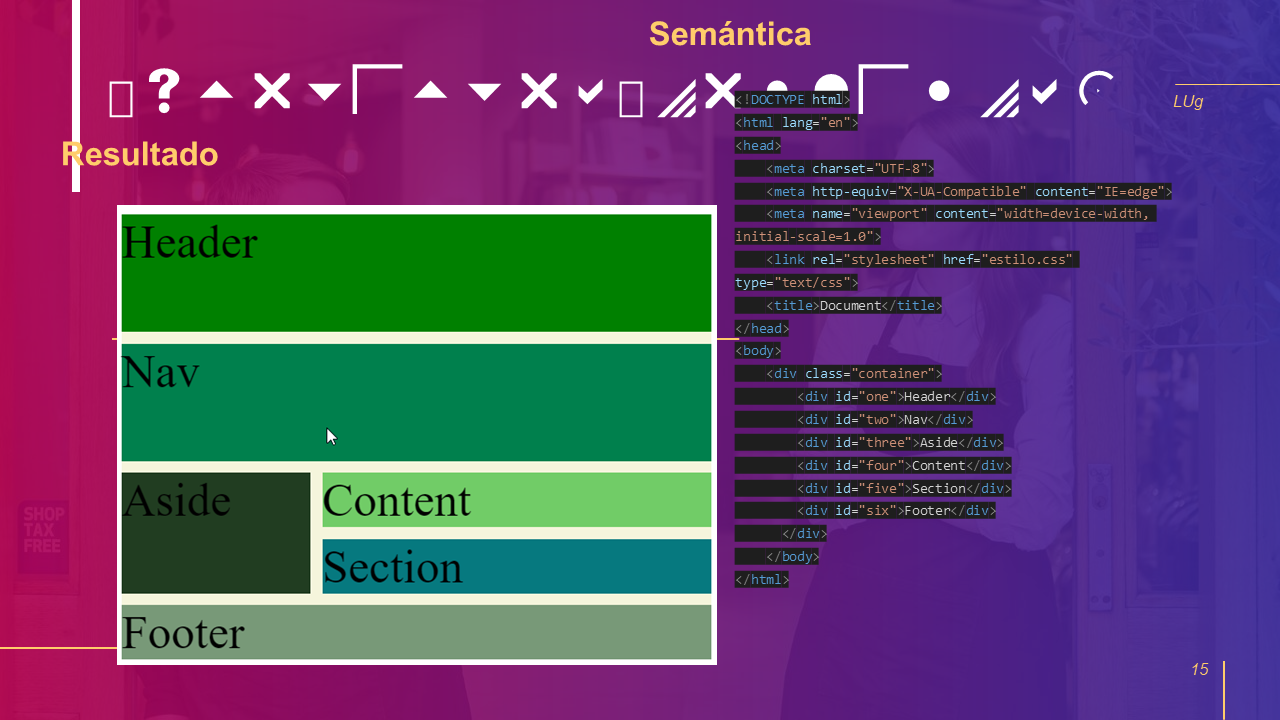 Semántica
LUg
Resultado
Header
Nav
Aside
Content
Section
Footer
<!DOCTYPE html>
<html lang="en">
<head>
    <meta charset="UTF-8">
    <meta http-equiv="X-UA-Compatible" content="IE=edge">
    <meta name="viewport" content="width=device-width,
initial-scale=1.0">
    <link rel="stylesheet" href="estilo.css"
type="text/css">
    <title>Document</title>
</head>
<body>
    <div class="container">
        <div id="one">Header</div>
        <div id="two">Nav</div>
        <div id="three">Aside</div>
        <div id="four">Content</div>
        <div id="five">Section</div>
        <div id="six">Footer</div>
      </div>
    </body>
</html>
SHOP
TAX
FREE
15